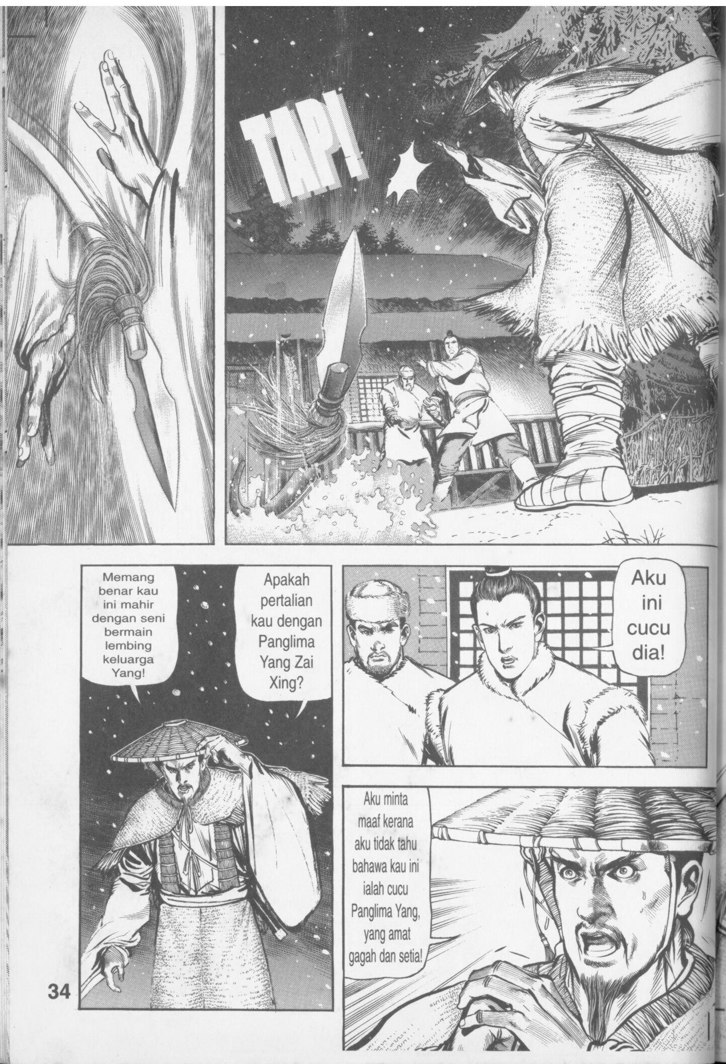 TAP!
Memang
benar kau
ini mahir
dengan seni
bermain
lembing
keluarga
Yang!
Apakah
pertalian
kau dengan
Panglima
Yang Zai
Xing?
Aku
ini
cucu
dia!
Aku minta
maaf kerana
aku tidak tahu
bahawa kau ini
ialah cucu
Panglima Yang,
yang amat
gagah dan setia!
34